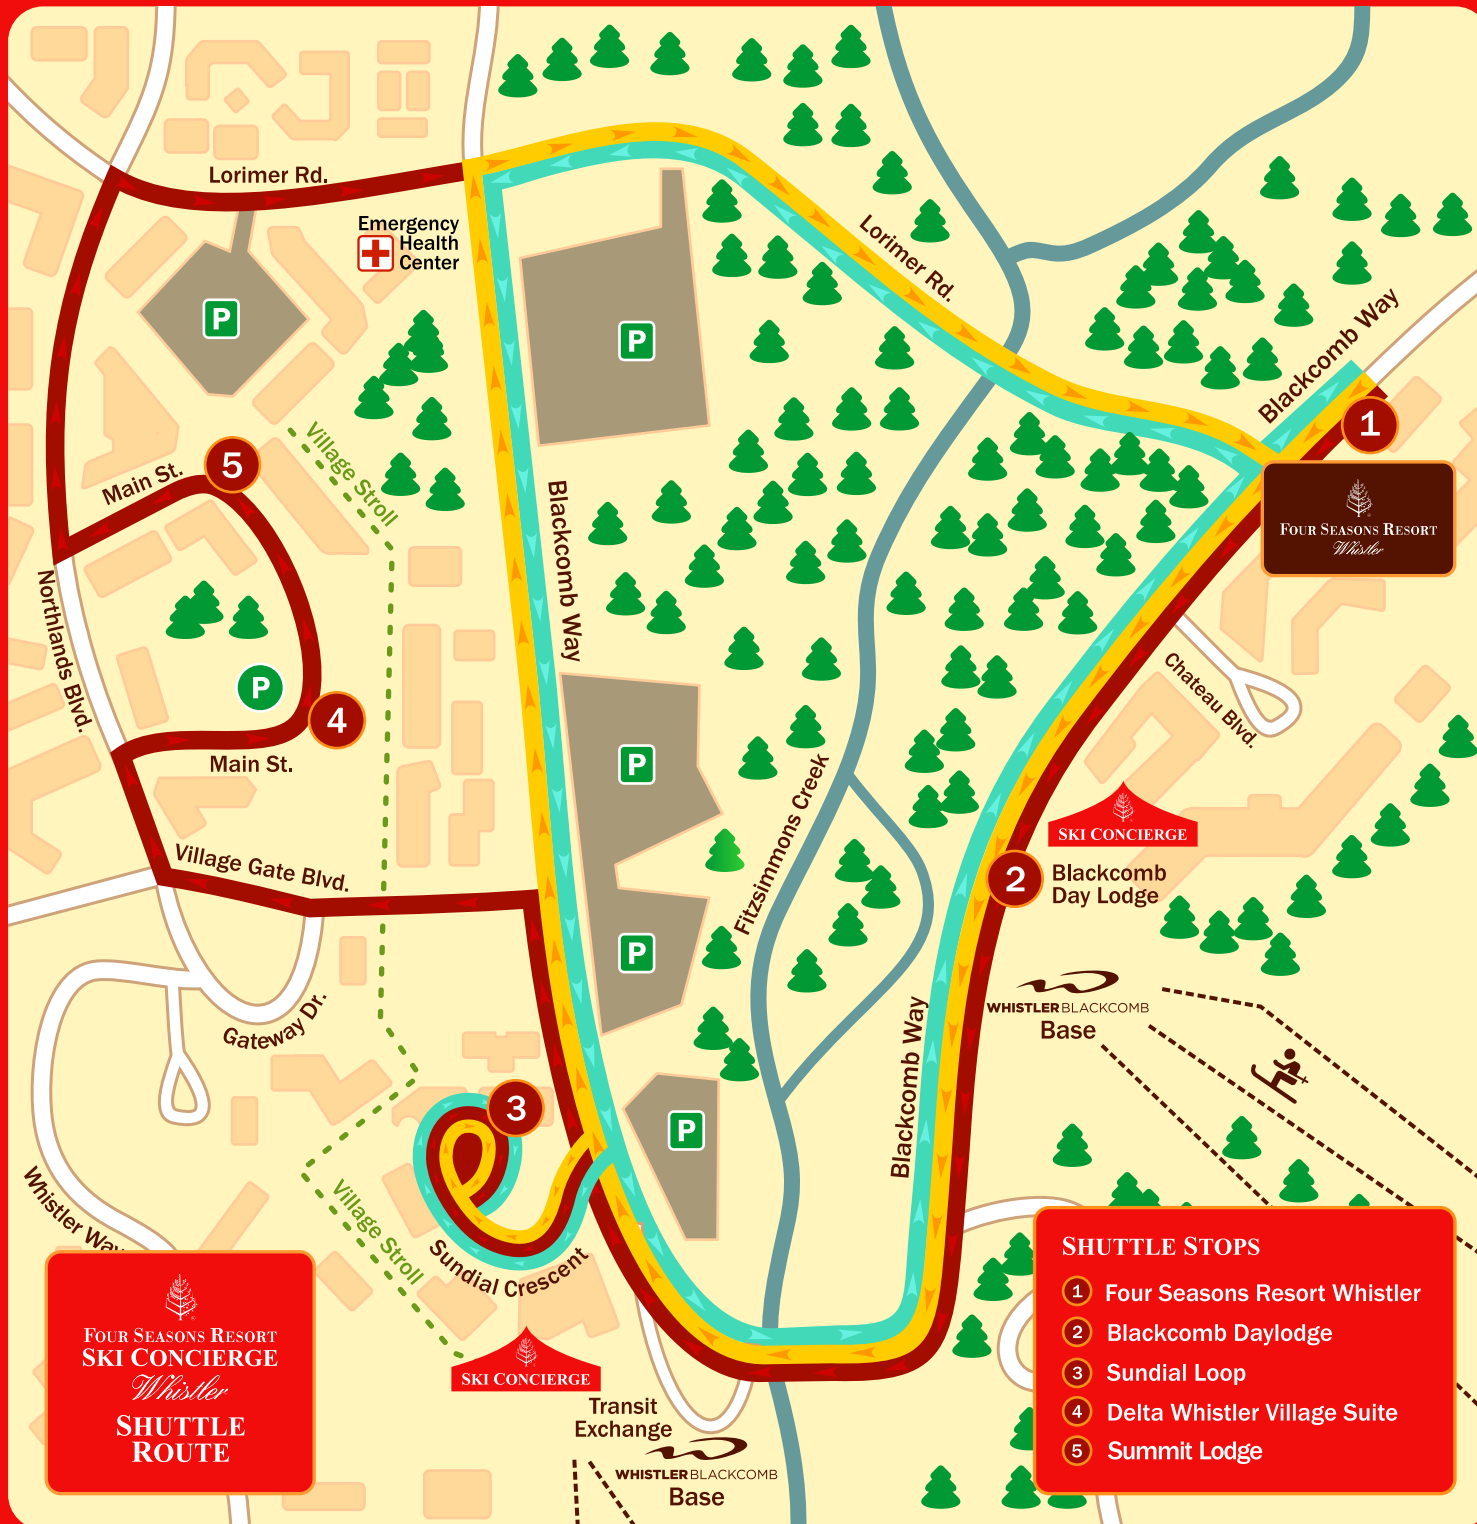 Lorimer Rd.
Emergency
Health
Center
P
P
Lorimer Rd.
Blackcomb Way
1
FOUR SEASONS RESORT
Whistler
Village Stroll
Main St.
5
Blackcomb Way
Northlands Blvd.
P
4
Main St.
Chateau Blvd.
P
Fitzsimmons Creek
SKI CONCIERGE
2
Blackcomb
Day Lodge
Village Gate Blvd.
P
WHISTLERBLACKCOMB
Base
Gateway Dr.
Blackcomb Way
3
P
Whistler Way
Village Stroll
Sundial Crescent
SKI CONCIERGE
Transit
Exchange
WHISTLERBLACKCOMB
Base
FOUR SEASONS RESORT
SKI CONCIERGE
Whistler
SHUTTLE
ROUTE
SHUTTLE STOPS
1 Four Seasons Resort Whistler
2 Blackcomb Daylodge
3 Sundial Loop
4 Delta Whistler Village Suite
5 Summit Lodge